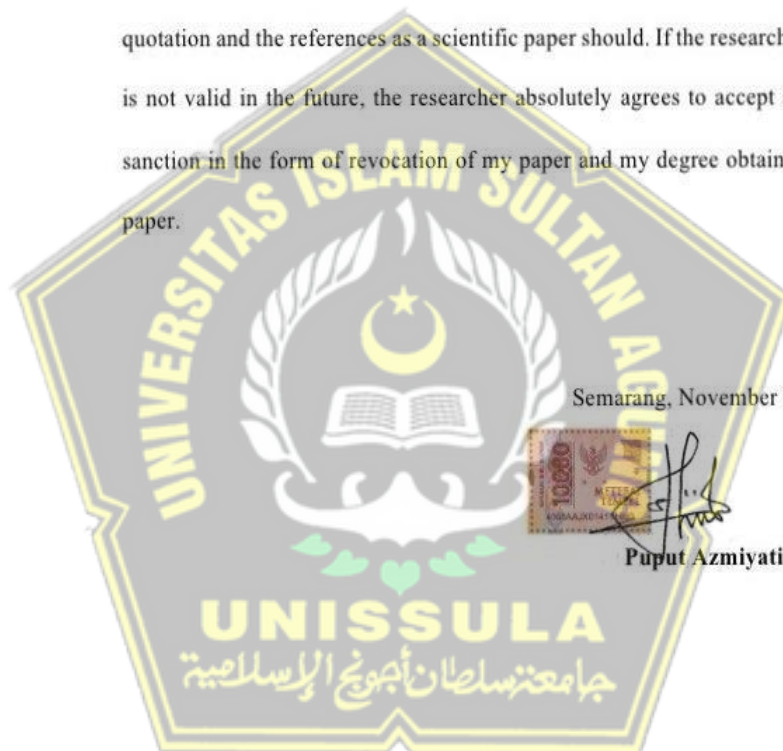 quotation and the references as a scientific paper should. If the research
is not valid in the future, the researcher absolutely agrees to accept
sanction in the form of revocation of my paper and my degree obtain
paper.
UNIVERSITAS ISLAM SULTAN AGUNG
Semarang, November
10000
METERAI
TEMPEL
Puput Azmiyati
UNISSULA
جامعة سلطان أجونج الإسلامية